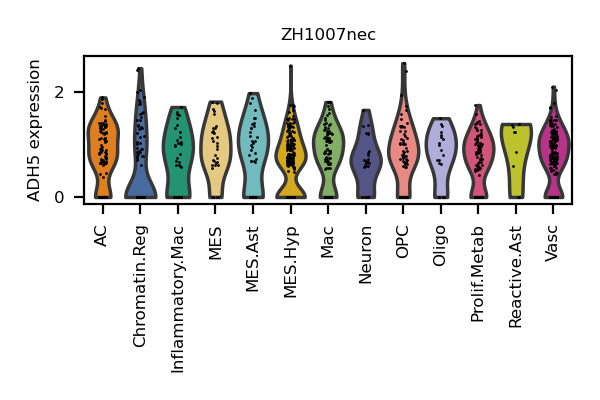 ZH1007nec
ADH5 expression
2
0
AC
Chromatin.Reg
Inflammatory.Mac
MES
MES.Ast
MES.Hyp
Mac
Neuron
OPC
Oligo
Prolif.Metab
Reactive.Ast
Vasc